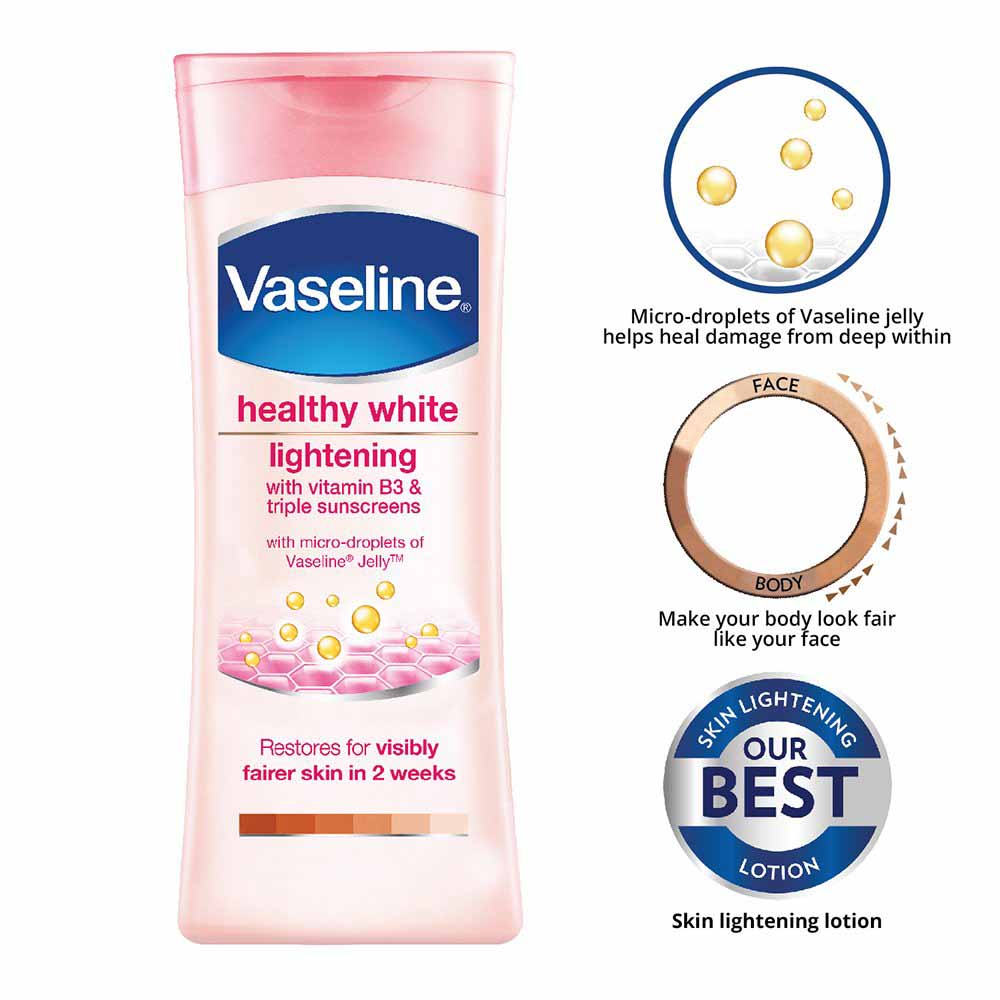 Vaseline®
healthy white
lightening
with vitamin B3 &
triple sunscreens
with micro-droplets of
Vaseline® Jelly™
Restores for visibly
fairer skin in 2 weeks
Micro-droplets of Vaseline jelly
helps heal damage from deep within
FACE
BODY
Make your body look fair
like your face
SKIN LIGHTENING
OUR
BEST
LOTION
Skin lightening lotion